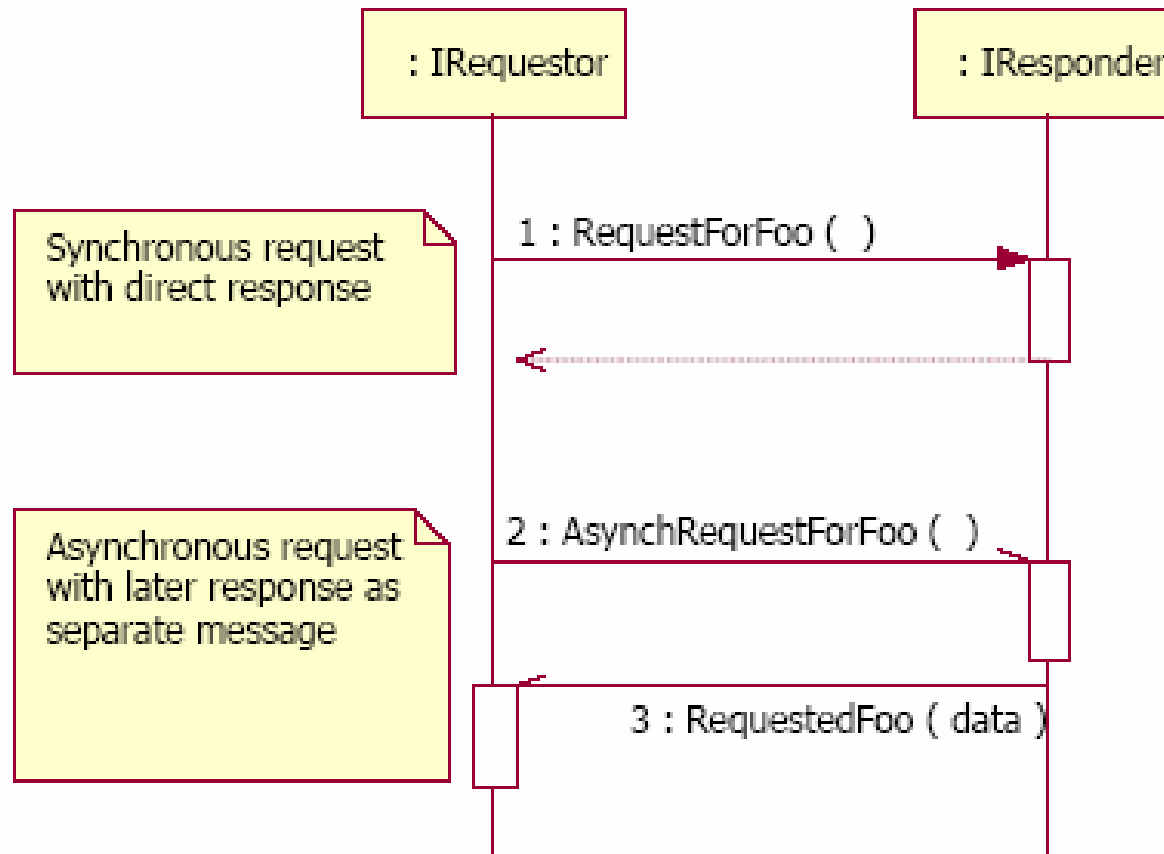 : IRequestor
: IResponder
Synchronous request
with direct response
1 : RequestForFoo ( )
Asynchronous request
with later response as
separate message
2 : AsynchRequestForFoo ( )
3 : RequestedFoo ( data )